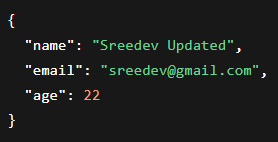 {
  "name": "Sreedev Updated",
  "email": "sreedev@gmail.com",
  "age": 22
}